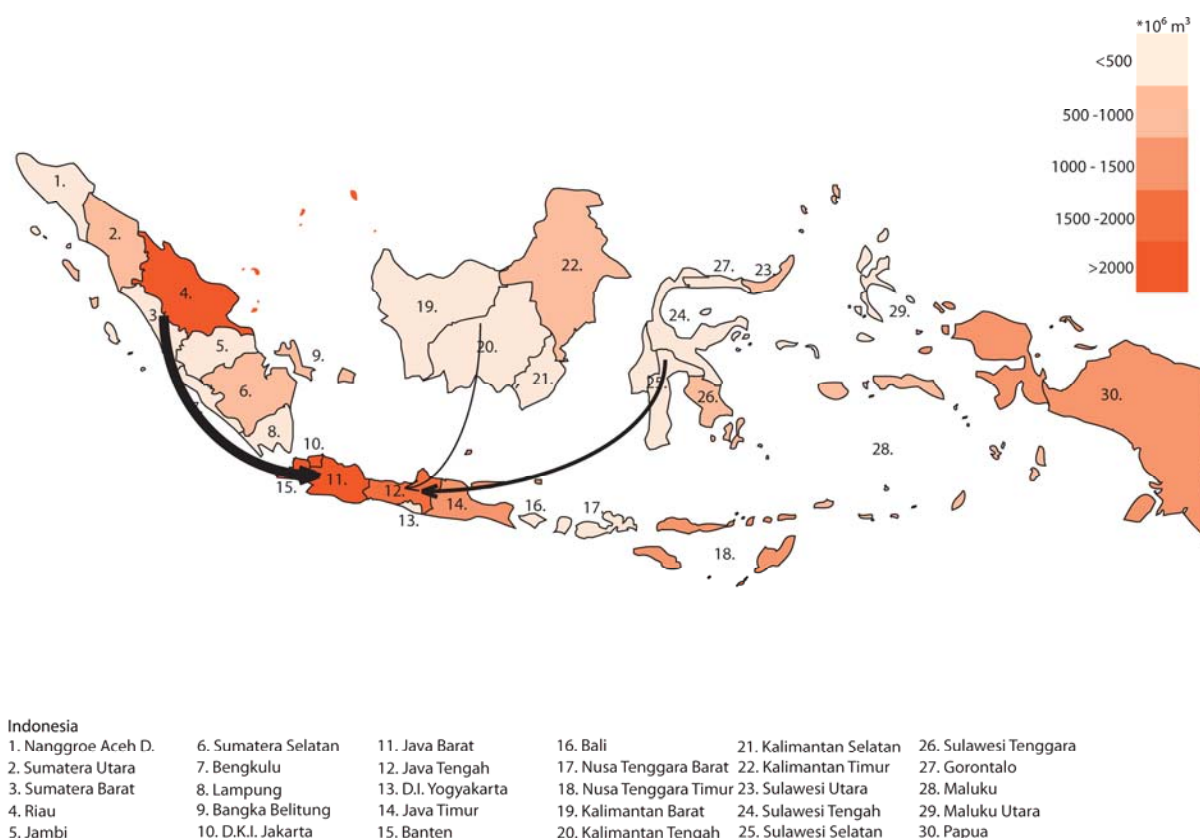 *10⁶ m³
<500
500 -1000
1000 - 1500
1500 -2000
>2000
1.
2.
3
4.
5.
6.
8.
9.
10.
11.
12.
13.
14.
15.
16.
17.
18.
19.
20.
21.
22.
23.
24.
25.
26.
27.
28.
29.
30.
Indonesia
1. Nanggroe Aceh D.
2. Sumatera Utara
3. Sumatera Barat
4. Riau
5. Jambi
6. Sumatera Selatan
7. Bengkulu
8. Lampung
9. Bangka Belitung
10. D.K.I. Jakarta
11. Java Barat
12. Java Tengah
13. D.I. Yogyakarta
14. Java Timur
15. Banten
16. Bali
17. Nusa Tenggara Barat
18. Nusa Tenggara Timur
19. Kalimantan Barat
20. Kalimantan Tengah
21. Kalimantan Selatan
22. Kalimantan Timur
23. Sulawesi Utara
24. Sulawesi Tengah
25. Sulawesi Selatan
26. Sulawesi Tenggara
27. Gorontalo
28. Maluku
29. Maluku Utara
30. Papua